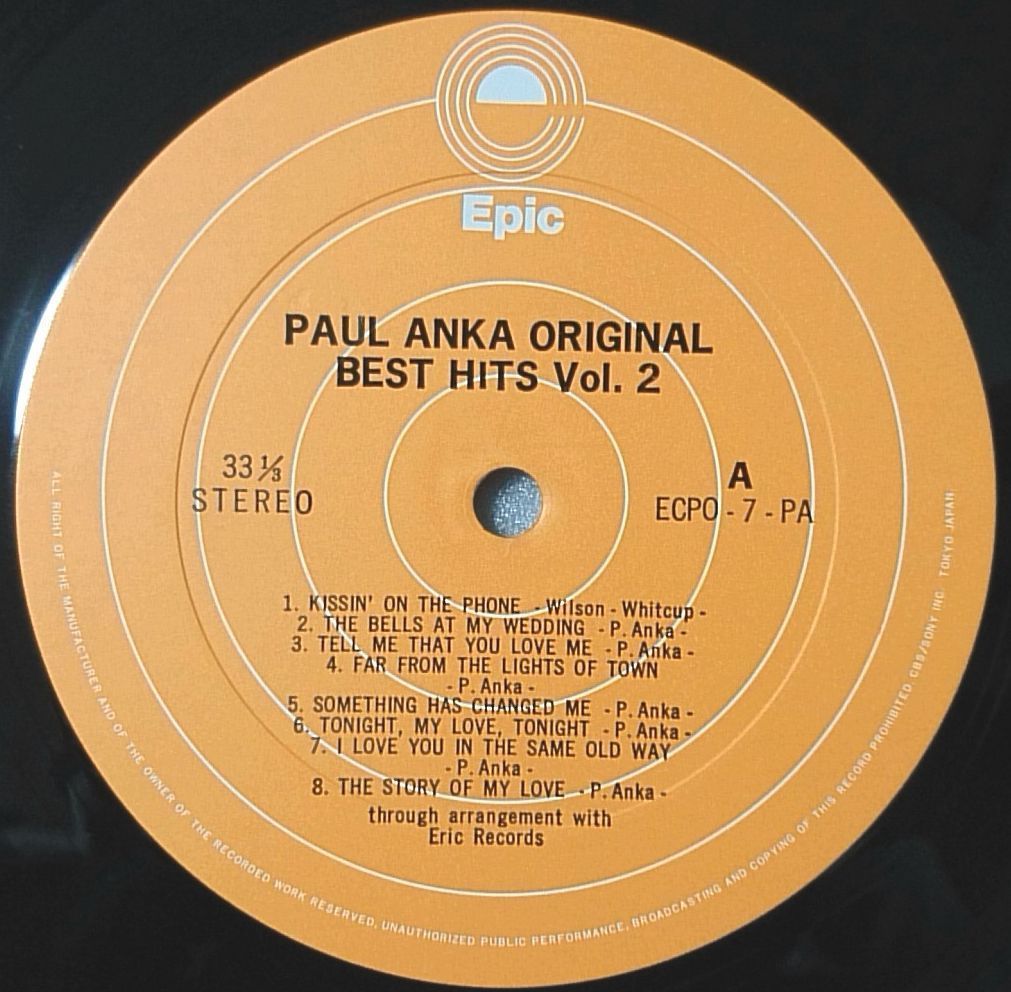 Epic
PAUL ANKA ORIGINAL
BEST HITS Vol. 2
33 ⅓
STEREO
A
ECPO - 7 - PA
1. KISSIN' ON THE PHONE - Wilson - Whitcup -
2. THE BELLS AT MY WEDDING - P. Anka -
3. TELL ME THAT YOU LOVE ME - P. Anka -
4. FAR FROM THE LIGHTS OF TOWN
- P. Anka -
5. SOMETHING HAS CHANGED ME - P. Anka -
6. TONIGHT, MY LOVE, TONIGHT - P. Anka -
7. I LOVE YOU IN THE SAME OLD WAY
- P. Anka -
8. THE STORY OF MY LOVE - P. Anka -
through arrangement with
Eric Records
ALL RIGHT OF THE MANUFACTURER AND OF THE OWNER OF THE RECORDED WORK RESERVED, UNAUTHORIZED PUBLIC PERFORMANCE, BROADCASTING AND COPYING OF THIS RECORD PROHIBITED. CBS/SONY INC. TOKYO JAPAN.